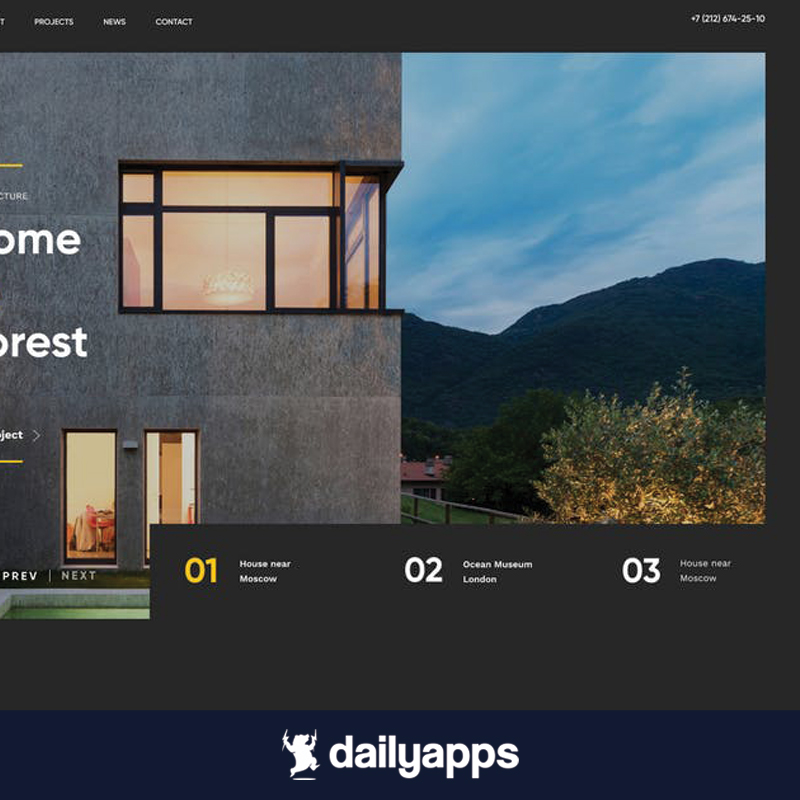 T PROJECTS NEWS CONTACT
+7 (212) 674-25-10
CTURE
ome
orest
ject
PREV | NEXT
01 House near
Moscow
02 Ocean Museum
London
03 House near
Moscow
dailyapps